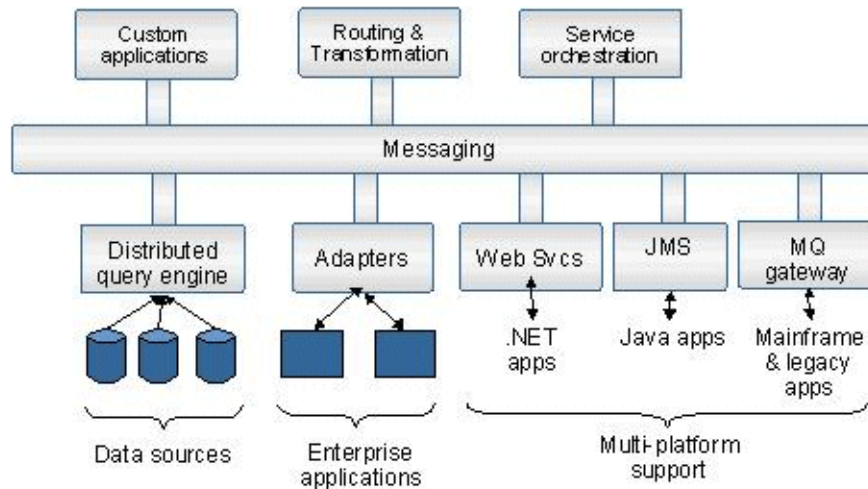 Custom
applications
Routing &
Transformation
Service
orchestration
Messaging
Distributed
query engine
Adapters
Web Svcs
JMS
MQ
gateway
.NET
apps
Java apps
Mainframe
& legacy
apps
Data sources
Enterprise
applications
Multi-platform
support